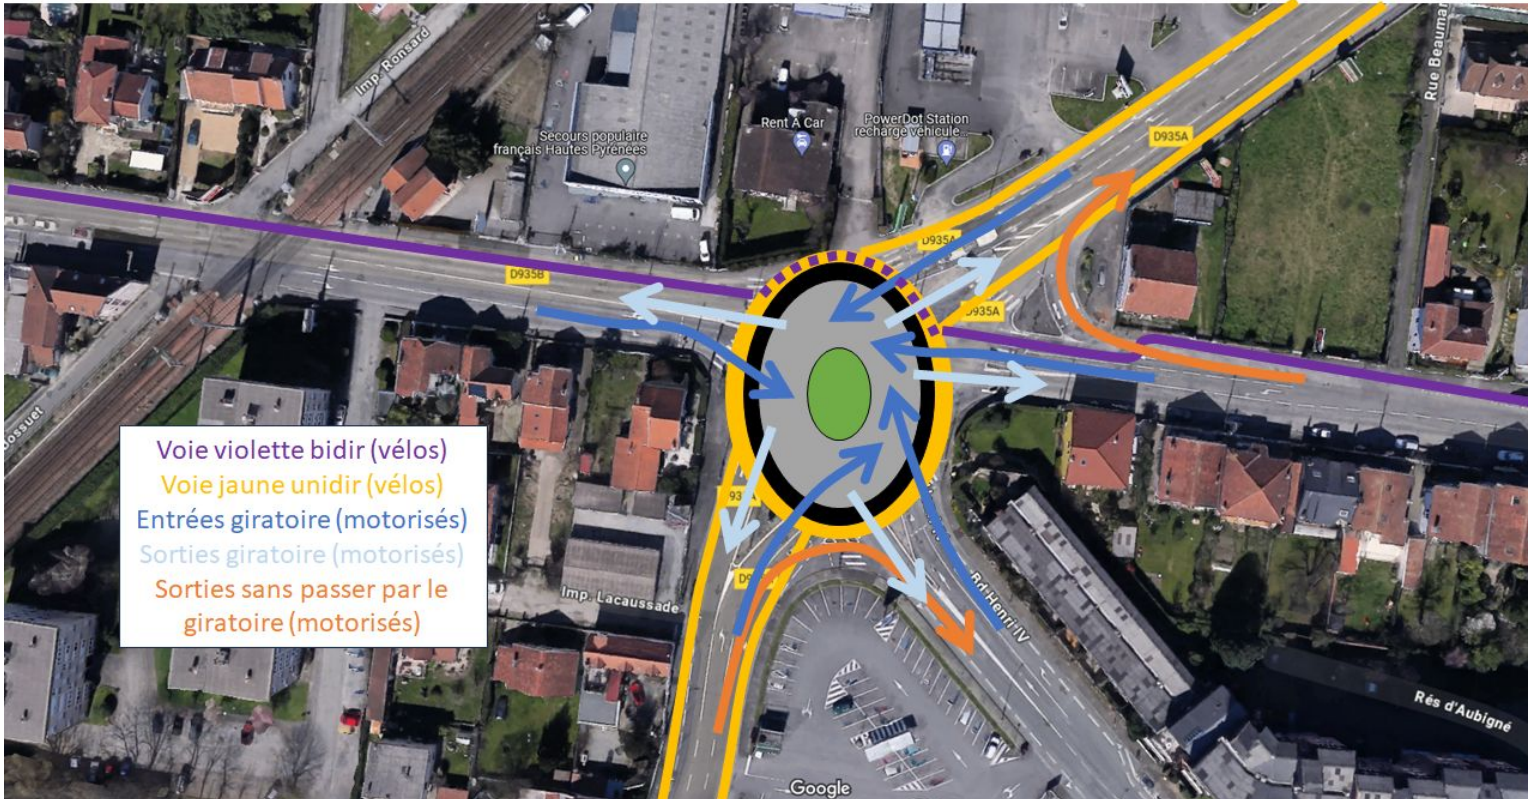 Imp. Ronsard
Rue Beaumar
Rent A Car
PowerDot Station
recharge véhicule...
Secours populaire
français Hautes Pyrénées
D935A
D935A
D935B
D935A
Voie violette bidir (vélos)
Voie jaune unidir (vélos)
Entrées giratoire (motorisés)
Sorties giratoire (motorisés)
Sorties sans passer par le
giratoire (motorisés)
Imp. Lacaussade
Bd Henri IV
Rés d'Aubigné
Google